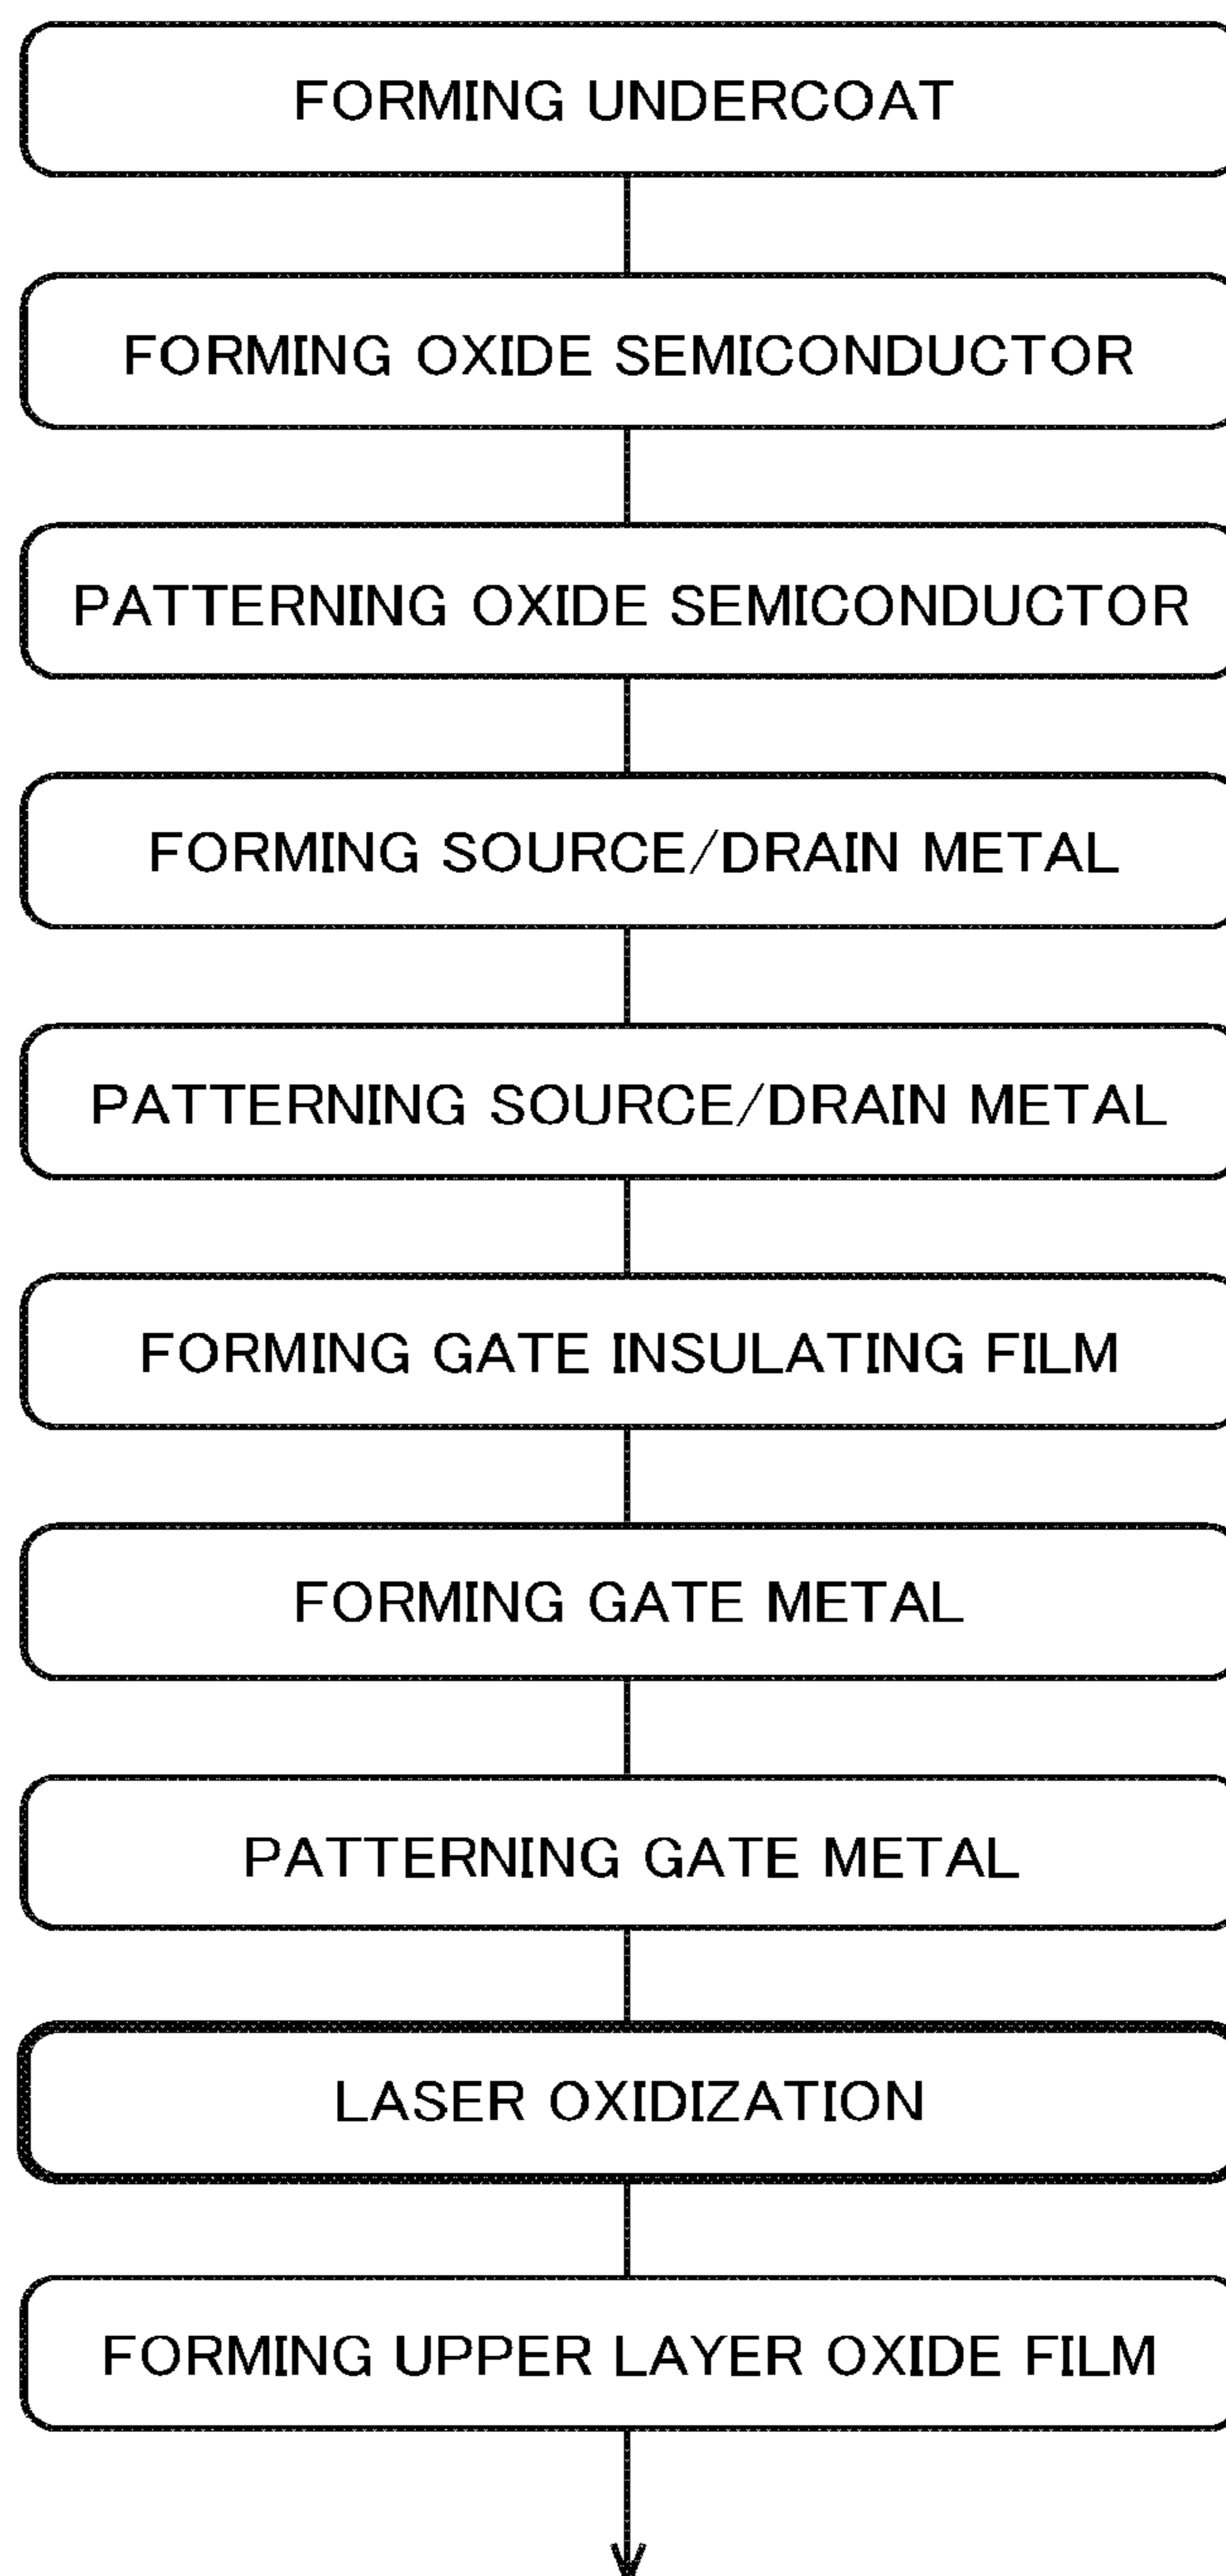 FORMING UNDERCOAT
FORMING OXIDE SEMICONDUCTOR
PATTERNING OXIDE SEMICONDUCTOR
FORMING SOURCE/DRAIN METAL
PATTERNING SOURCE/DRAIN METAL
FORMING GATE INSULATING FILM
FORMING GATE METAL
PATTERNING GATE METAL
LASER OXIDIZATION
FORMING UPPER LAYER OXIDE FILM